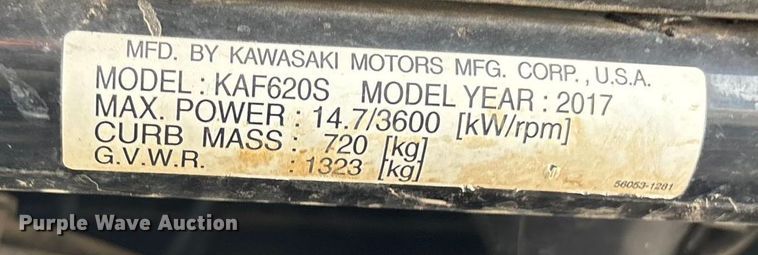 MFD. BY KAWASAKI MOTORS MFG. CORP., U.S.A.
MODEL : KAF620S MODEL YEAR : 2017
MAX. POWER : 14.7/3600 [kW/rpm]
CURB MASS : 720 [kg]
G.V.W.R. : 1323 [kg]
56053-1281
Purple Wave Auction